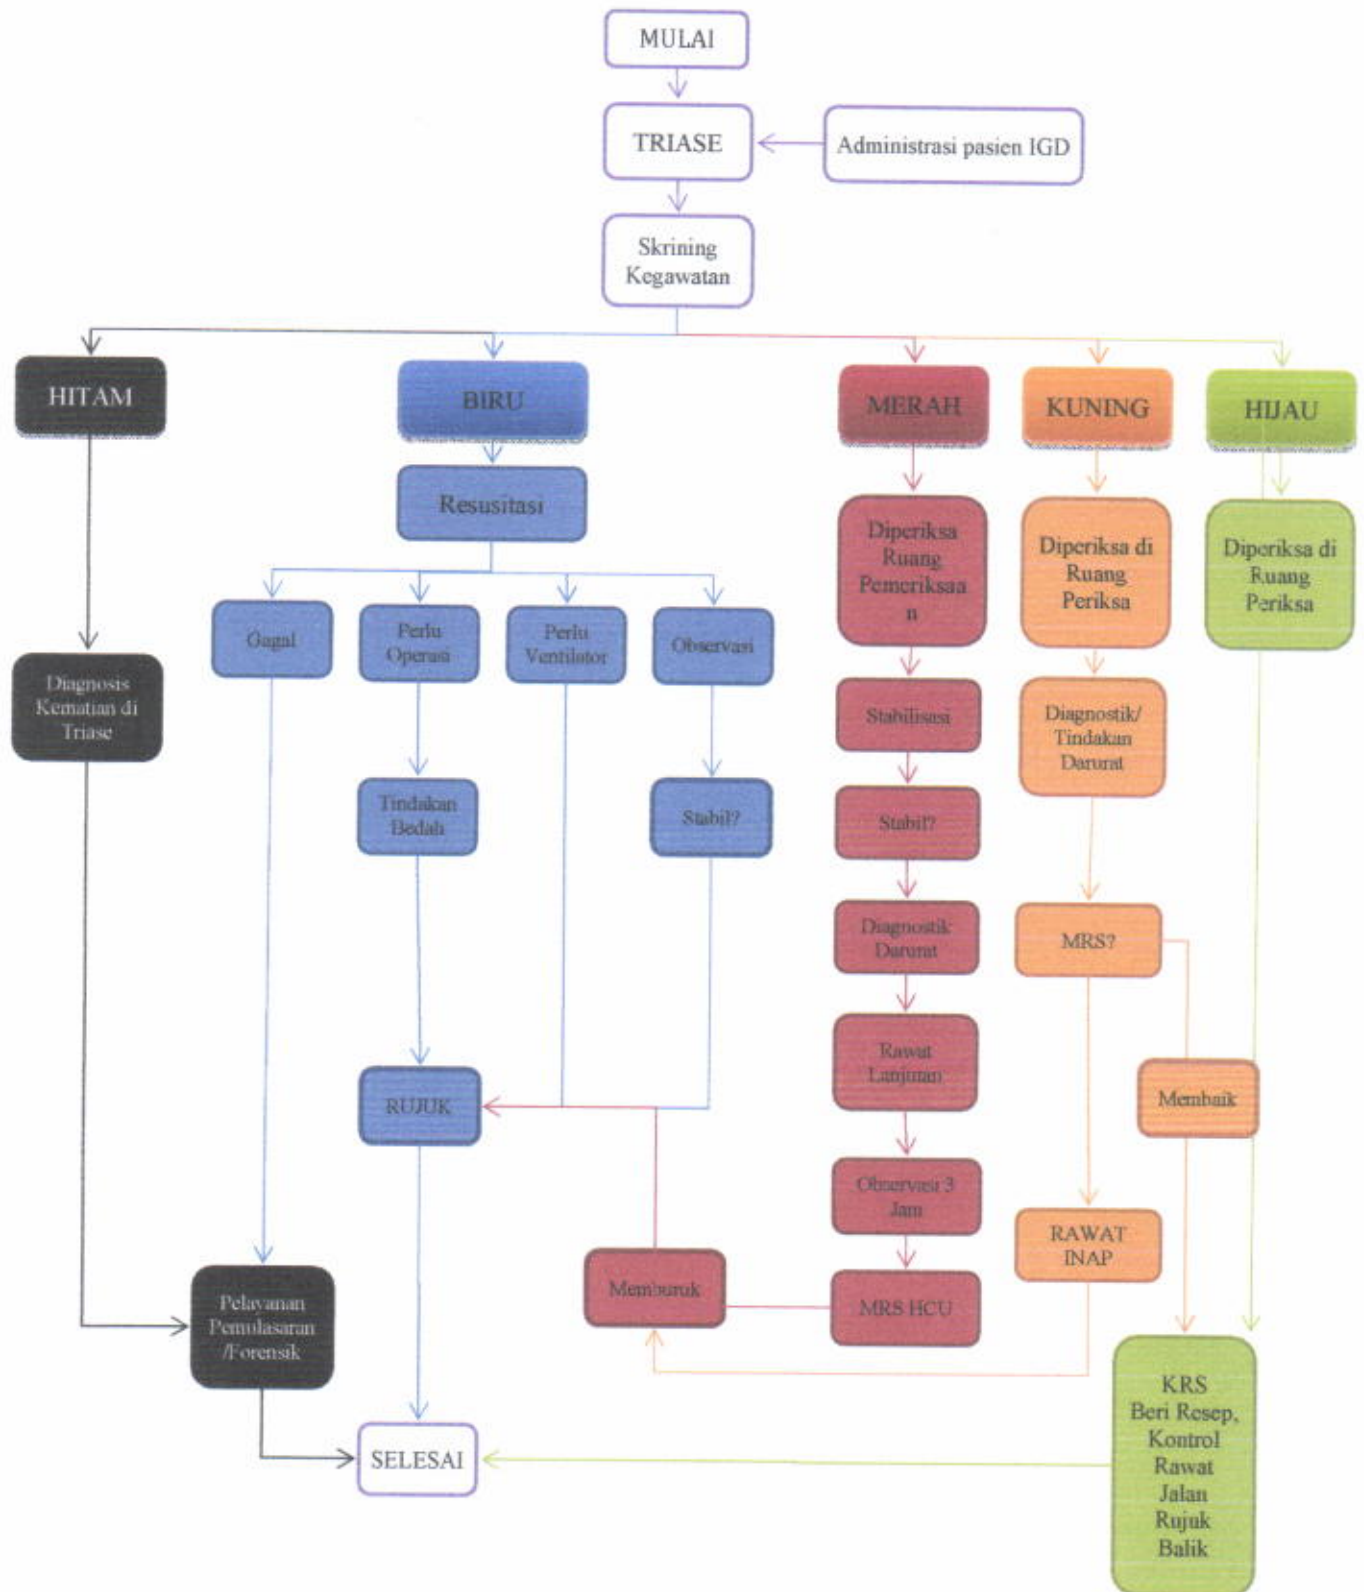 MULAI
TRIASE
Administrasi pasien IGD
Skrining
Kegawatan
HITAM
BIRU
MERAH
KUNING
HIJAU
Resusitasi
Diperiksa
Ruang
Pemeriksaa
n
Diperiksa di
Ruang
Periksa
Diperiksa di
Ruang
Periksa
Gagal
Perlu
Operasi
Perlu
Ventilator
Observasi
Diagnosis
Kematian di
Triase
Stabilisasi
Diagnostik/
Tindakan
Darurat
Tindakan
Bedah
Stabil?
Stabil?
Diagnostik
Darurat
MRS?
Rawat
Lanjutan
RUJUK
Membaik
Observasi 3
Jam
RAWAT
INAP
Pelayanan
Pemulasaran
/Forensik
Memburuk
MRS HCU
KRS
Beri Resep,
Kontrol
Rawat
Jalan
Rujuk
Balik
SELESAI